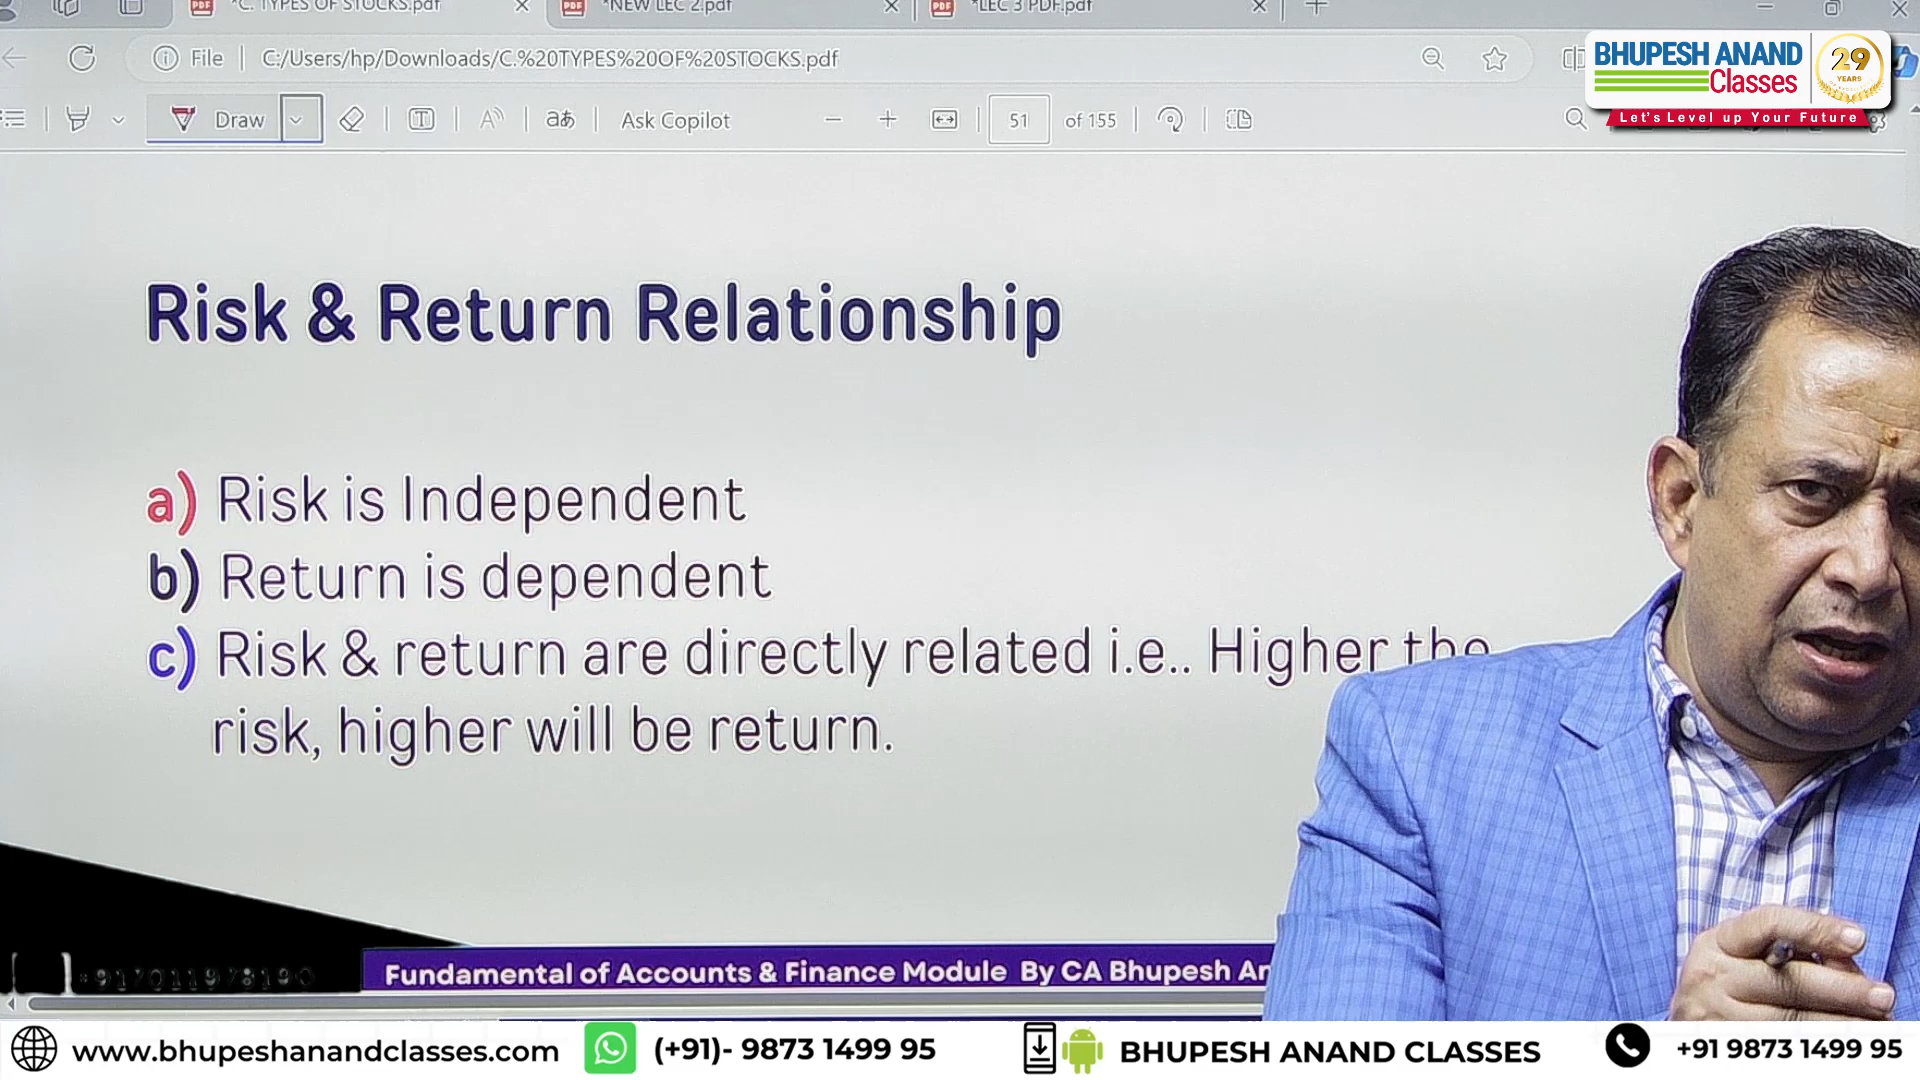 *C. TYPES OF STOCKS.pdf
*NEW LEC 2.pdf
*LEC 3 PDF.pdf
File
C:/Users/hp/Downloads/C.%20TYPES%20OF%20STOCKS.pdf
BHUPESH ANAND
Classes
29
YEARS
Let's Level up Your Future
Draw
Ask Copilot
51
of 155
Risk & Return Relationship
a) Risk is Independent
b) Return is dependent
c) Risk & return are directly related i.e.. Higher the
risk, higher will be return.
Fundamental of Accounts & Finance Module By CA Bhupesh
www.bhupeshanandclasses.com
(+91)- 9873 1499 95
BHUPESH ANAND CLASSES
+91 9873 1499 95